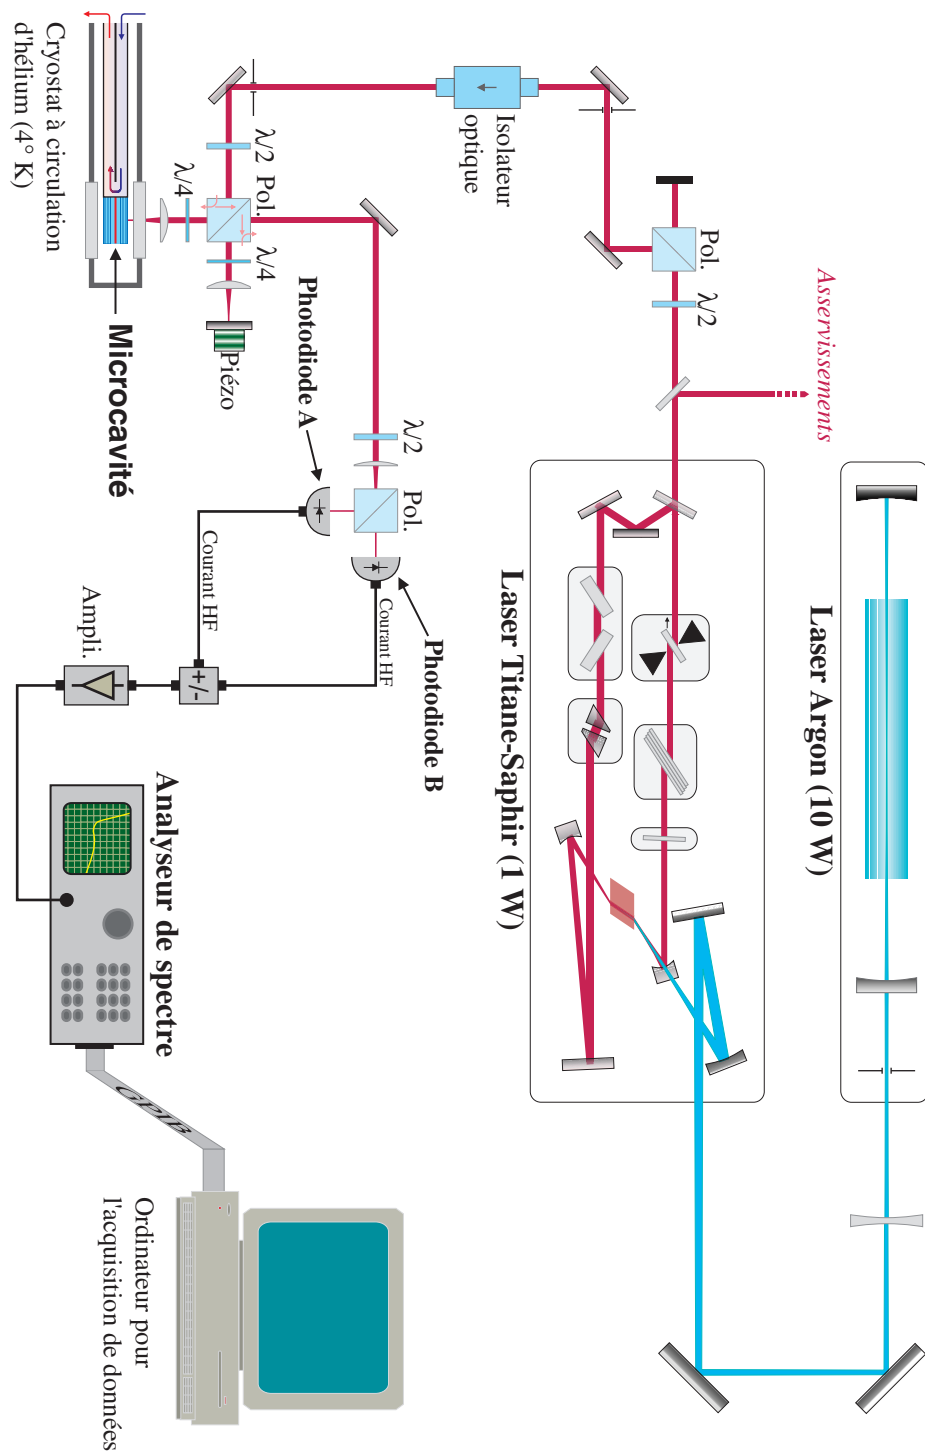 Laser Argon (10 W)
Asservissements
Laser Titane-Saphir (1 W)
λ/2
Pol.
Isolateur
optique
λ/2
Pol.
λ/4
λ/4
Cryostat à circulation
d'hélium (4° K)
Microcavité
Piézo
Photodiode A
λ/2
Pol.
Photodiode B
Courant HF
Courant HF
+/-
Ampli.
Analyseur de spectre
GPIB
Ordinateur pour
l'acquisition de données